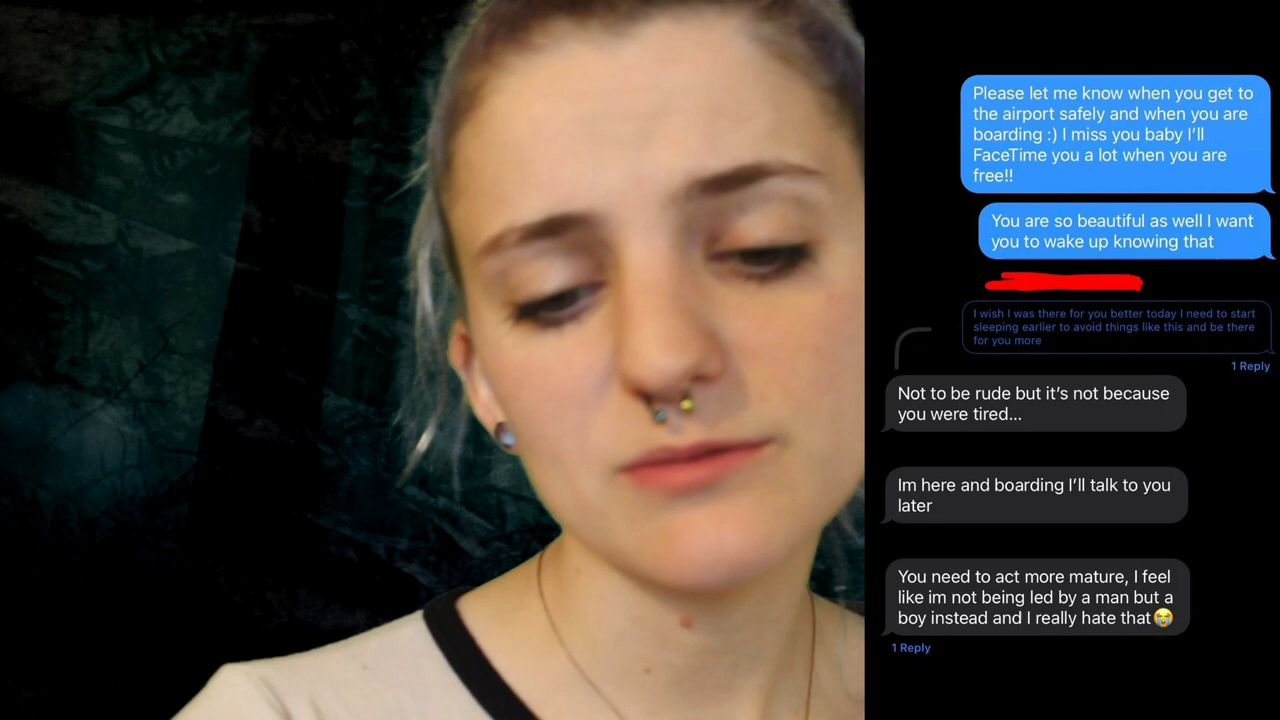 Please let me know when you get to
the airport safely and when you are
boarding :) I miss you baby I’ll
FaceTime you a lot when you are
free!!
You are so beautiful as well I want
you to wake up knowing that
I wish I was there for you better today I need to start
sleeping earlier to avoid things like this and be there
for you more
1 Reply
Not to be rude but it’s not because
you were tired...
Im here and boarding I’ll talk to you
later
You need to act more mature, I feel
like im not being led by a man but a
boy instead and I really hate that😭
1 Reply